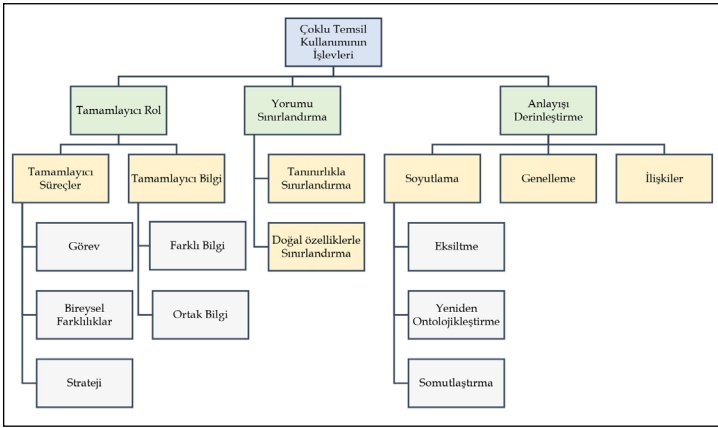 Çoklu Temsil
Kullanımının
İşlevleri
Tamamlayıcı Rol
Yorumu
Sınırlandırma
Anlayışı
Derinleştirme
Tamamlayıcı
Süreçler
Tamamlayıcı Bilgi
Tanınırlıkla
Sınırlandırma
Soyutlama
Genelleme
İlişkiler
Görev
Farklı Bilgi
Doğal özelliklerle
Sınırlandırma
Eksiltme
Bireysel
Farklılıklar
Ortak Bilgi
Yeniden
Ontolojikleştirme
Strateji
Somutlaştırma